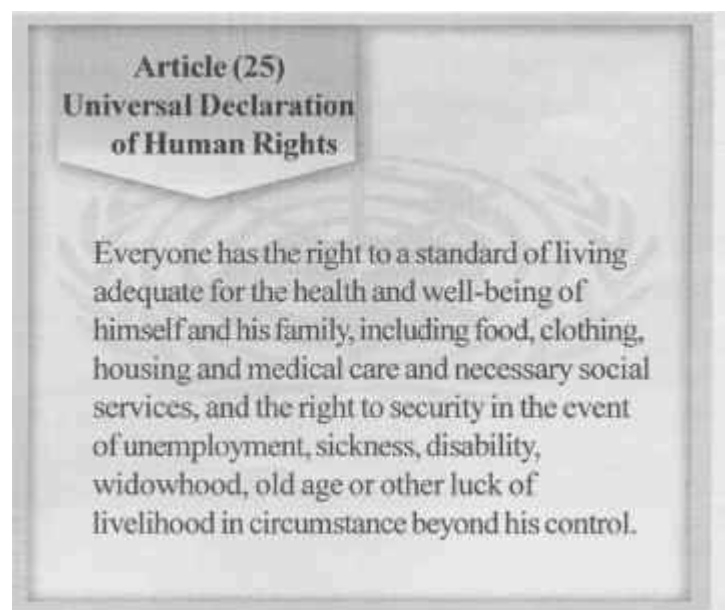 Article (25)
Universal Declaration
of Human Rights
Everyone has the right to a standard of living
adequate for the health and well-being of
himself and his family, including food, clothing,
housing and medical care and necessary social
services, and the right to security in the event
of unemployment, sickness, disability,
widowhood, old age or other luck of
livelihood in circumstance beyond his control.